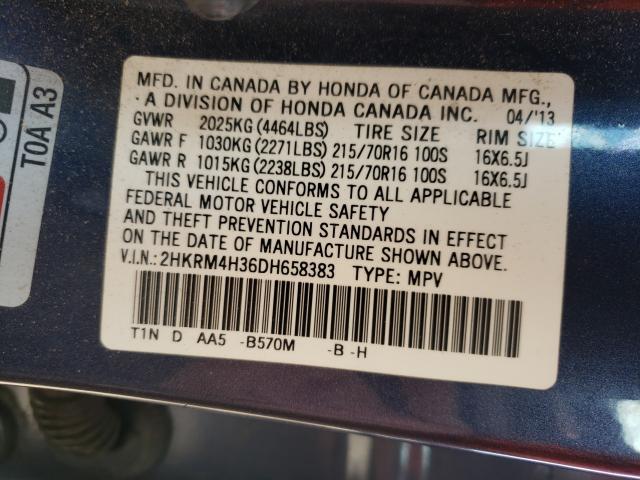 MFD. IN CANADA BY HONDA OF CANADA MFG.,
A DIVISION OF HONDA CANADA INC. 04/'13
GVWR 2025KG (4464LBS) TIRE SIZE RIM SIZE
GAWR F 1030KG (2271LBS) 215/70R16 100S 16X6.5J
GAWR R 1015KG (2238LBS) 215/70R16 100S 16X6.5J
THIS VEHICLE CONFORMS TO ALL APPLICABLE
FEDERAL MOTOR VEHICLE SAFETY
AND THEFT PREVENTION STANDARDS IN EFFECT
ON THE DATE OF MANUFACTURE SHOWN ABOVE.
V.I.N.: 2HKRM4H36DH658383 TYPE: MPV
T1N D AA5 -B570M -B -H
T0A A3